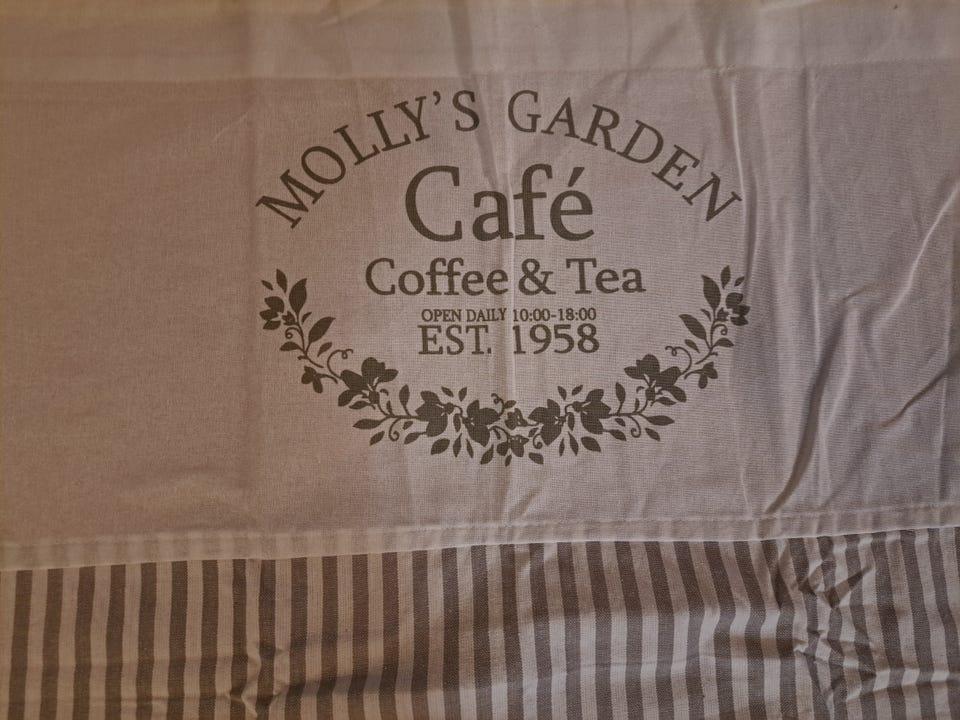 MOLLY'S GARDEN
Café
Coffee & Tea
OPEN DAILY 10:00-18:00
EST. 1958